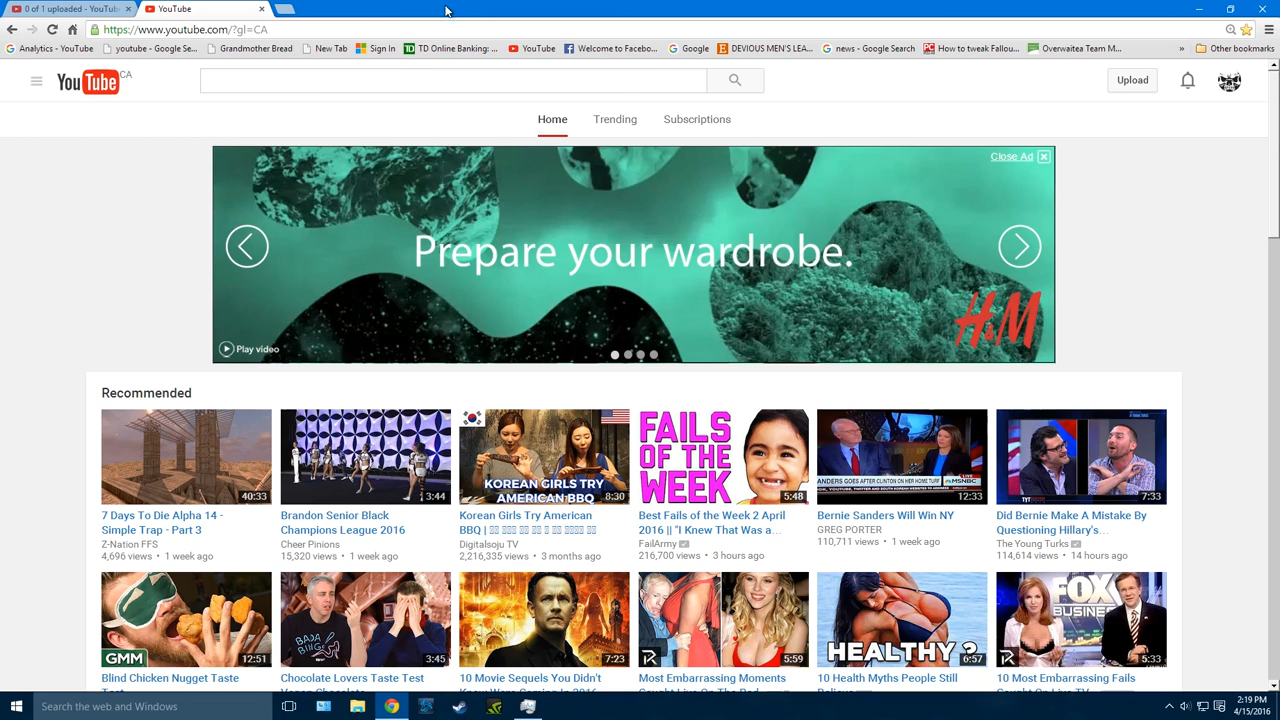 0 of 1 uploaded - YouTub
YouTube
https://www.youtube.com/?gl=CA
Analytics - YouTube
youtube - Google Se...
Grandmother Bread
New Tab
Sign In
TD Online Banking: ...
YouTube
Welcome to Facebo...
Google
DEVIOUS MEN'S LEA...
news - Google Search
How to tweak Fallou...
Overwaitea Team M...
»
Other bookmarks
YouTube CA
Upload
Home
Trending
Subscriptions
Close Ad
Prepare your wardrobe.
H&M
Play video
Recommended
40:33
3:44
KOREAN GIRLS TRY
AMERICAN BBQ
8:30
FAILS
OF THE
WEEK
5:48
MSNBC
12:33
TYT
7:33
7 Days To Die Alpha 14 -
Simple Trap - Part 3
Z-Nation FFS
4,696 views • 1 week ago
Brandon Senior Black
Champions League 2016
Cheer Pinions
15,320 views • 1 week ago
Korean Girls Try American
BBQ |
Digitalsoju TV
2,216,335 views • 3 months ago
Best Fails of the Week 2 April
2016 || "I Knew That Was a...
FailArmy
216,700 views • 3 hours ago
Bernie Sanders Will Win NY
GREG PORTER
110,711 views • 1 week ago
Did Bernie Make A Mistake By
Questioning Hillary's...
The Young Turks
114,614 views • 14 hours ago
GMM
12:51
BADA
BING!
3:45
7:23
5:59
HEALTHY ?
6:57
FOX
BUSINESS
5:33
Blind Chicken Nugget Taste
Chocolate Lovers Taste Test
10 Movie Sequels You Didn't
Most Embarrassing Moments
10 Health Myths People Still
10 Most Embarrassing Fails
Search the web and Windows
2:19 PM
4/15/2016